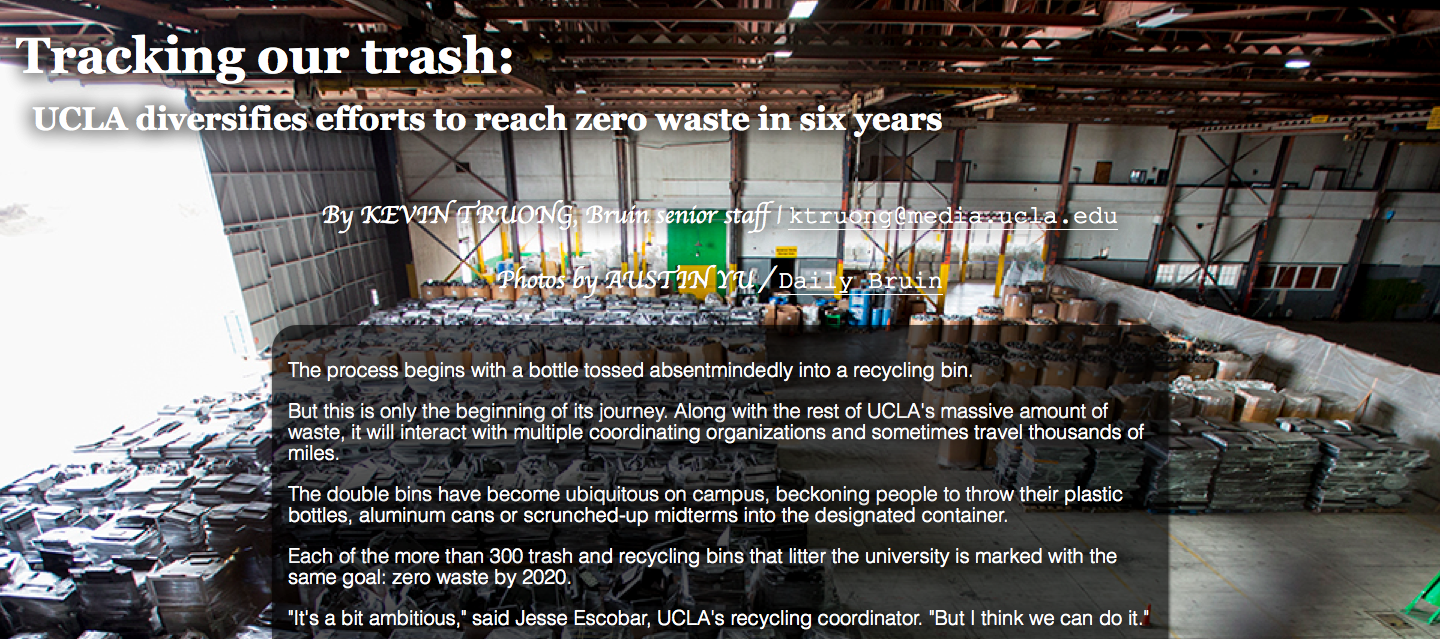 Tracking our trash:
UCLA diversifies efforts to reach zero waste in six years
By KEVIN TRUONG, Bruin senior staff | ktruong@media.ucla.edu
Photos by AUSTIN YU / Daily Bruin
The process begins with a bottle tossed absentmindedly into a recycling bin.
But this is only the beginning of its journey. Along with the rest of UCLA's massive amount of
waste, it will interact with multiple coordinating organizations and sometimes travel thousands of
miles.
The double bins have become ubiquitous on campus, beckoning people to throw their plastic
bottles, aluminum cans or scrunched-up midterms into the designated container.
Each of the more than 300 trash and recycling bins that litter the university is marked with the
same goal: zero waste by 2020.
"It's a bit ambitious," said Jesse Escobar, UCLA's recycling coordinator. "But I think we can do it."